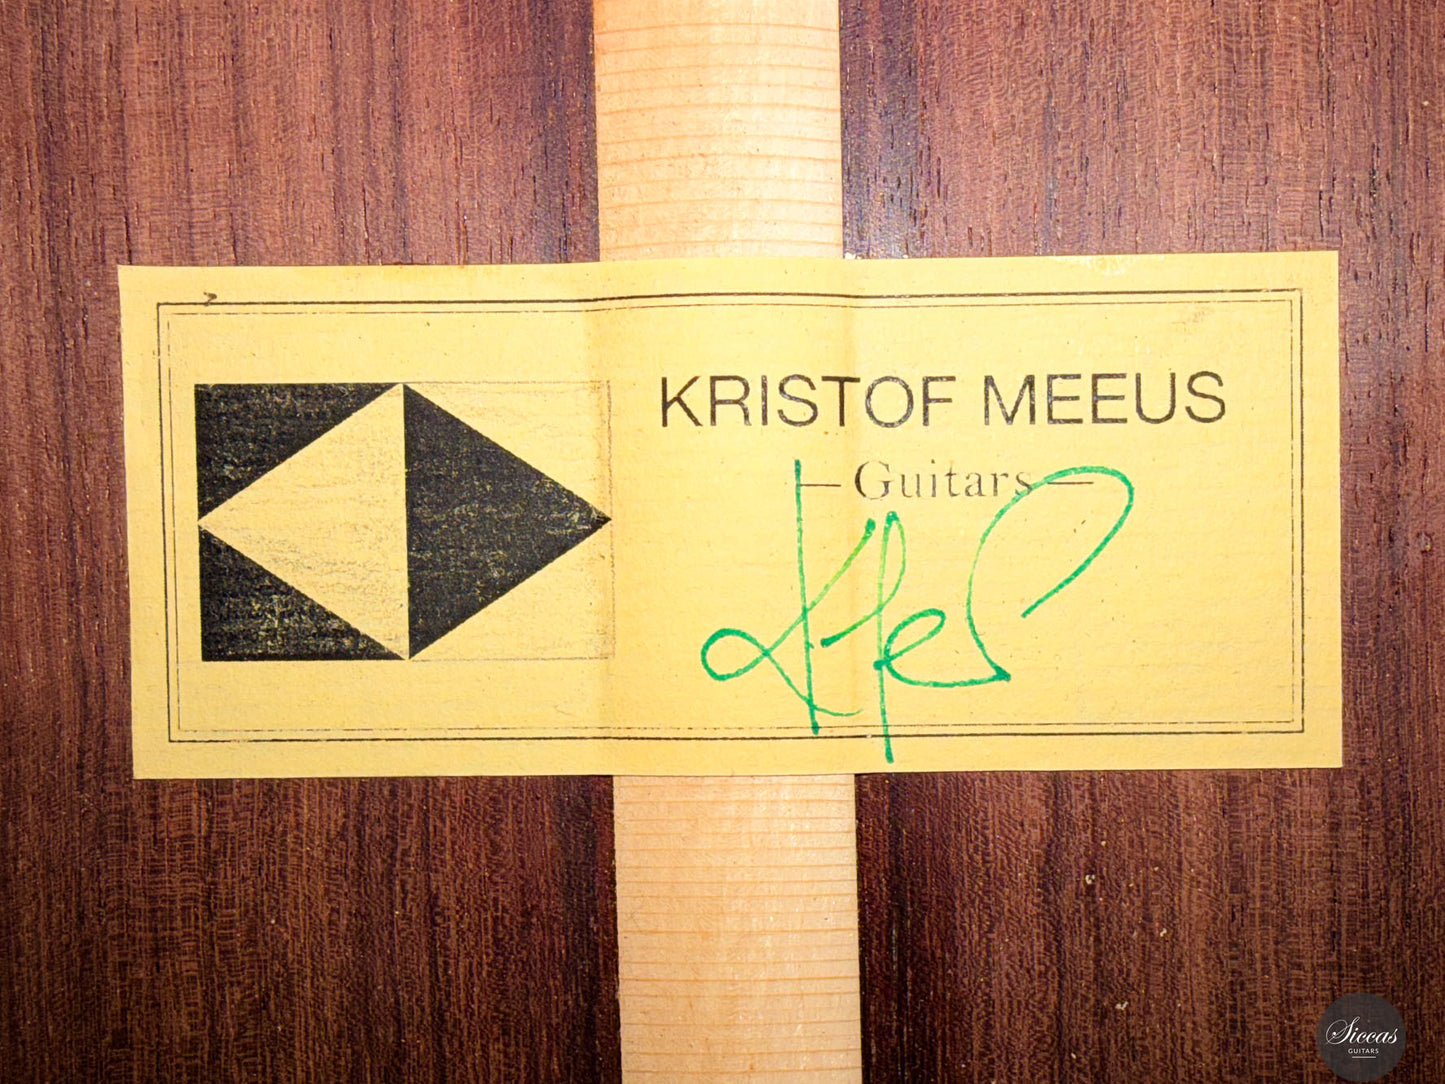 KRISTOF MEEUS
— Guitars —
Siccas
GUITARS